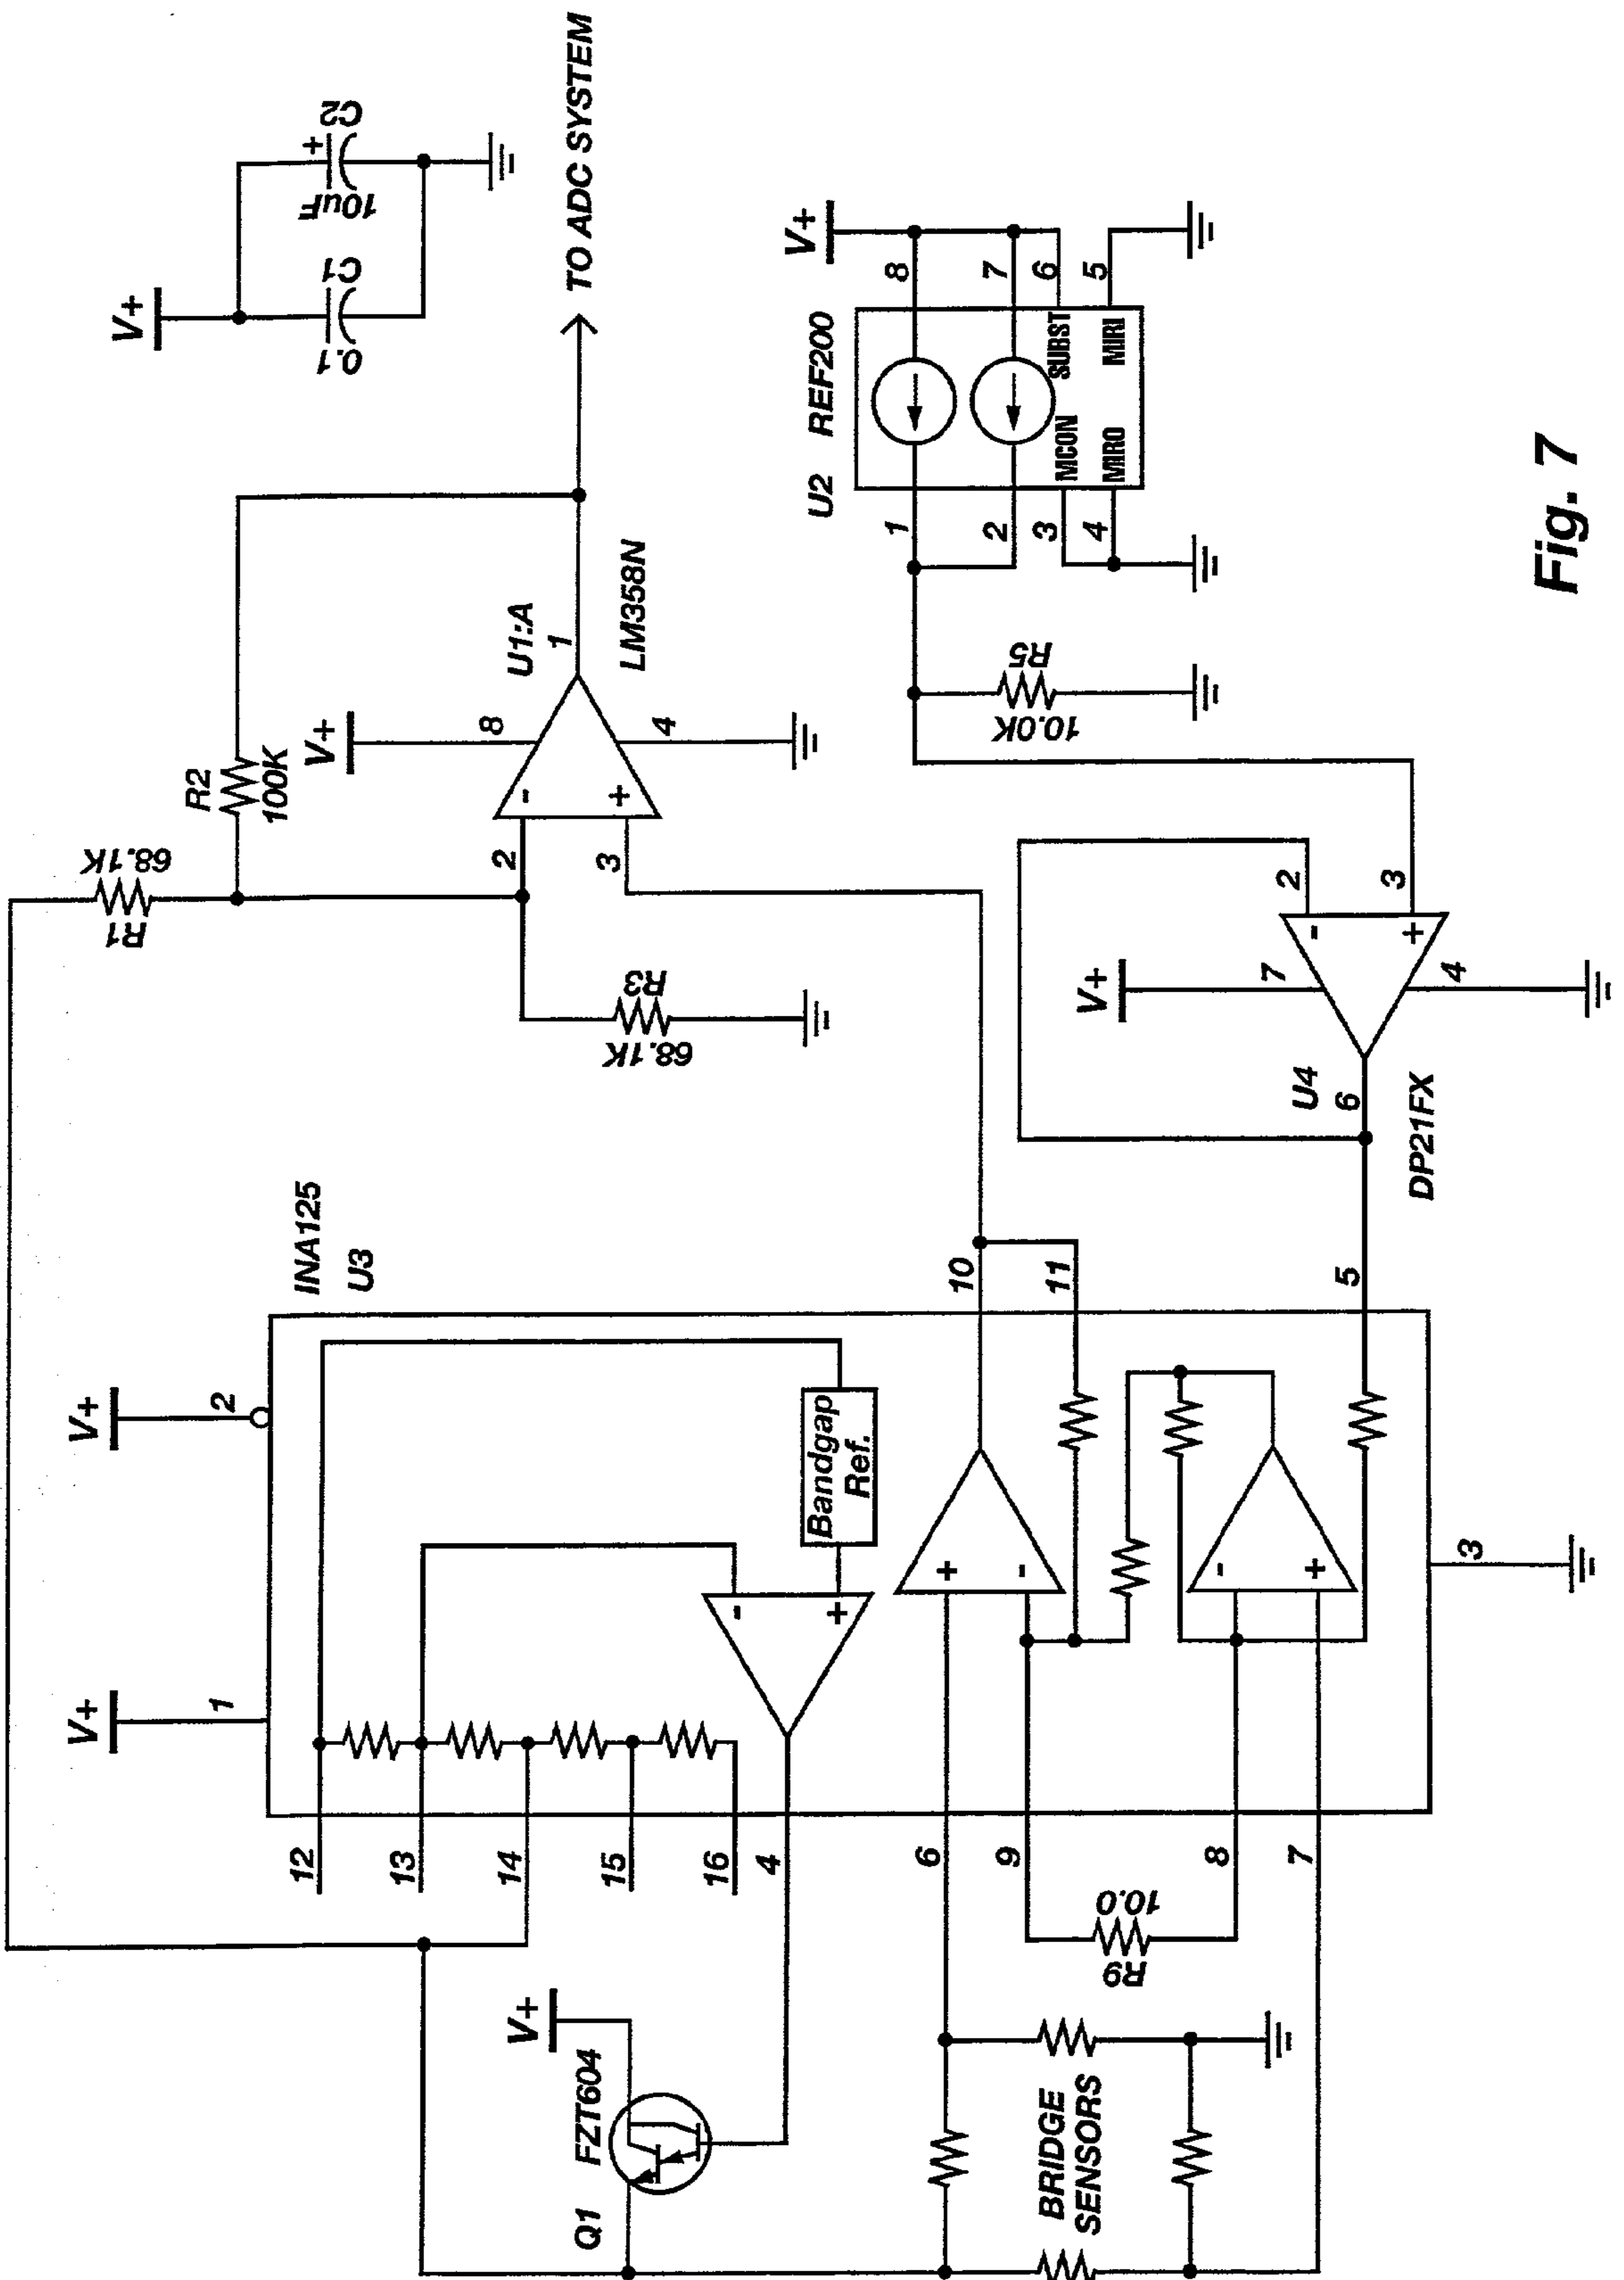 V+
C1
0.1
C2
+
10uF
TO ADC SYSTEM
R1
68.1K
R2
100K
V+
8
U1:A
1
LM358N
2
-
3
+
4
R3
68.1K
V+
8
7
6
5
U2 REF200
SUBST
MIRI
MCON
MIRO
1
2
3
4
R5
10.0K
V+
7
2
-
3
+
4
U4
6
DP21FX
INA125
U3
V+
1
V+
2
12
13
14
15
16
4
-
+
Bandgap
Ref.
10
11
+
-
-
+
5
3
6
9
8
7
R9
10.0
V+
Q1 FZT604
BRIDGE
SENSORS
Fig. 7